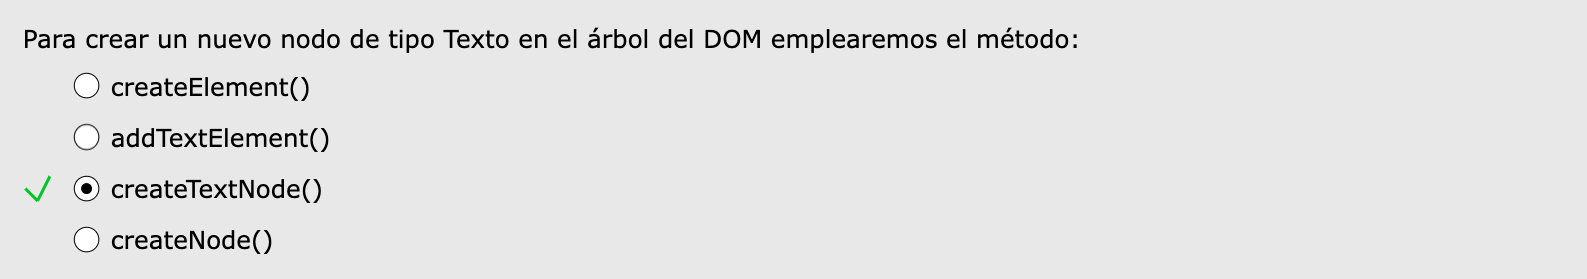 Para crear un nuevo nodo de tipo Texto en el árbol del DOM emplearemos el método:
createElement()
addTextElement()
createTextNode()
createNode()